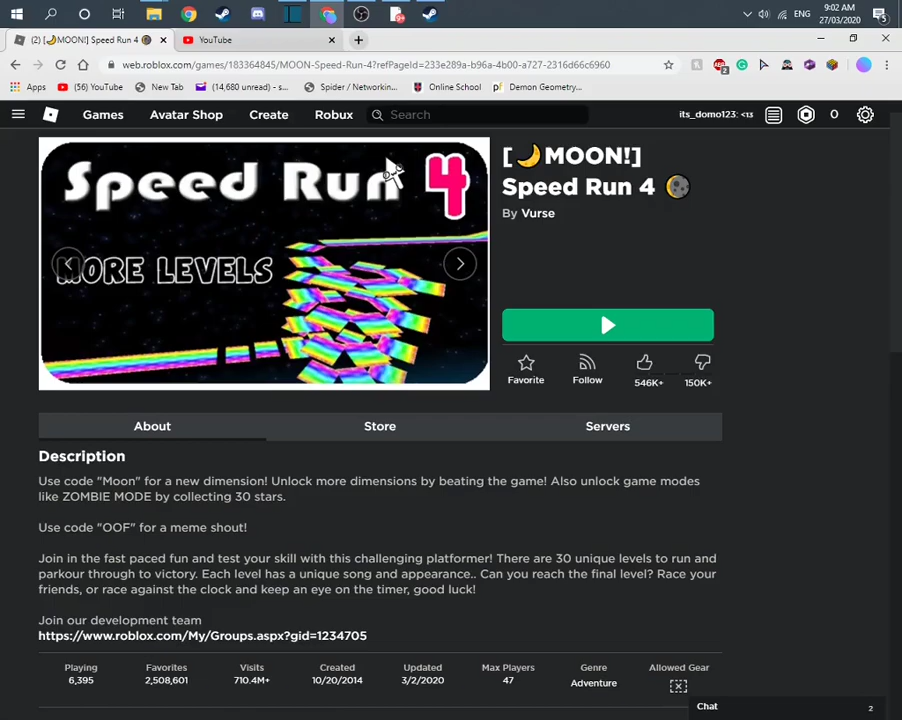 9:02 AM
ENG
27/03/2020
5
(2) [🌙MOON!] Speed Run 4 🌖
YouTube
web.roblox.com/games/183364845/MOON-Speed-Run-4?refPageId=233e289a-b96a-4b00-a727-2316d66c6960
2
Apps
(56) YouTube
New Tab
(14,680 unread) - s...
Spider / Networkin...
Online School
Demon Geometry...
Games
Avatar Shop
Create
Robux
Search
its_domo123: <13
0
Speed Run 4
MORE LEVELS
[🌙MOON!]
Speed Run 4 🌖
By Vurse
Favorite
Follow
546K+
150K+
About
Store
Servers
Description
Use code "Moon" for a new dimension! Unlock more dimensions by beating the game! Also unlock game modes
like ZOMBIE MODE by collecting 30 stars.
Use code "OOF" for a meme shout!
Join in the fast paced fun and test your skill with this challenging platformer! There are 30 unique levels to run and
parkour through to victory. Each level has a unique song and appearance.. Can you reach the final level? Race your
friends, or race against the clock and keep an eye on the timer, good luck!
Join our development team
https://www.roblox.com/My/Groups.aspx?gid=1234705
Playing
Favorites
Visits
Created
Updated
Max Players
Genre
Allowed Gear
6,395
2,508,601
710.4M+
10/20/2014
3/2/2020
47
Adventure
Chat
2